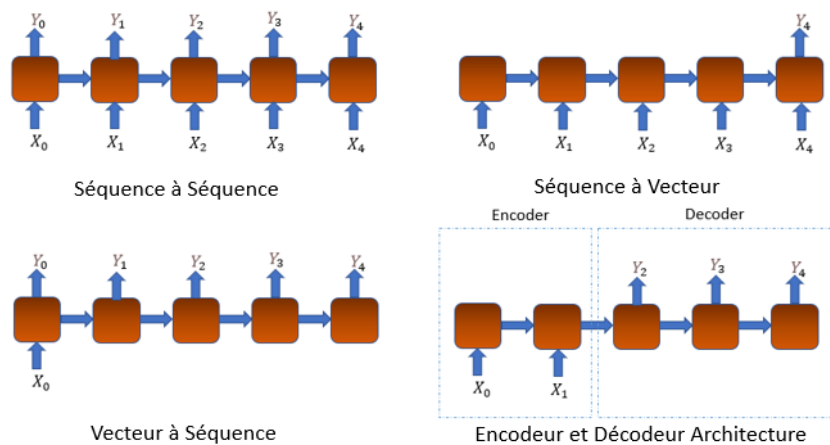 Y₀ Y₁ Y₂ Y₃ Y₄
X₀ X₁ X₂ X₃ X₄
Séquence à Séquence
Y₄
X₀ X₁ X₂ X₃ X₄
Séquence à Vecteur
Y₀ Y₁ Y₂ Y₃ Y₄
X₀
Vecteur à Séquence
Encoder Decoder
Y₂ Y₃ Y₄
X₀ X₁
Encodeur et Décodeur Architecture